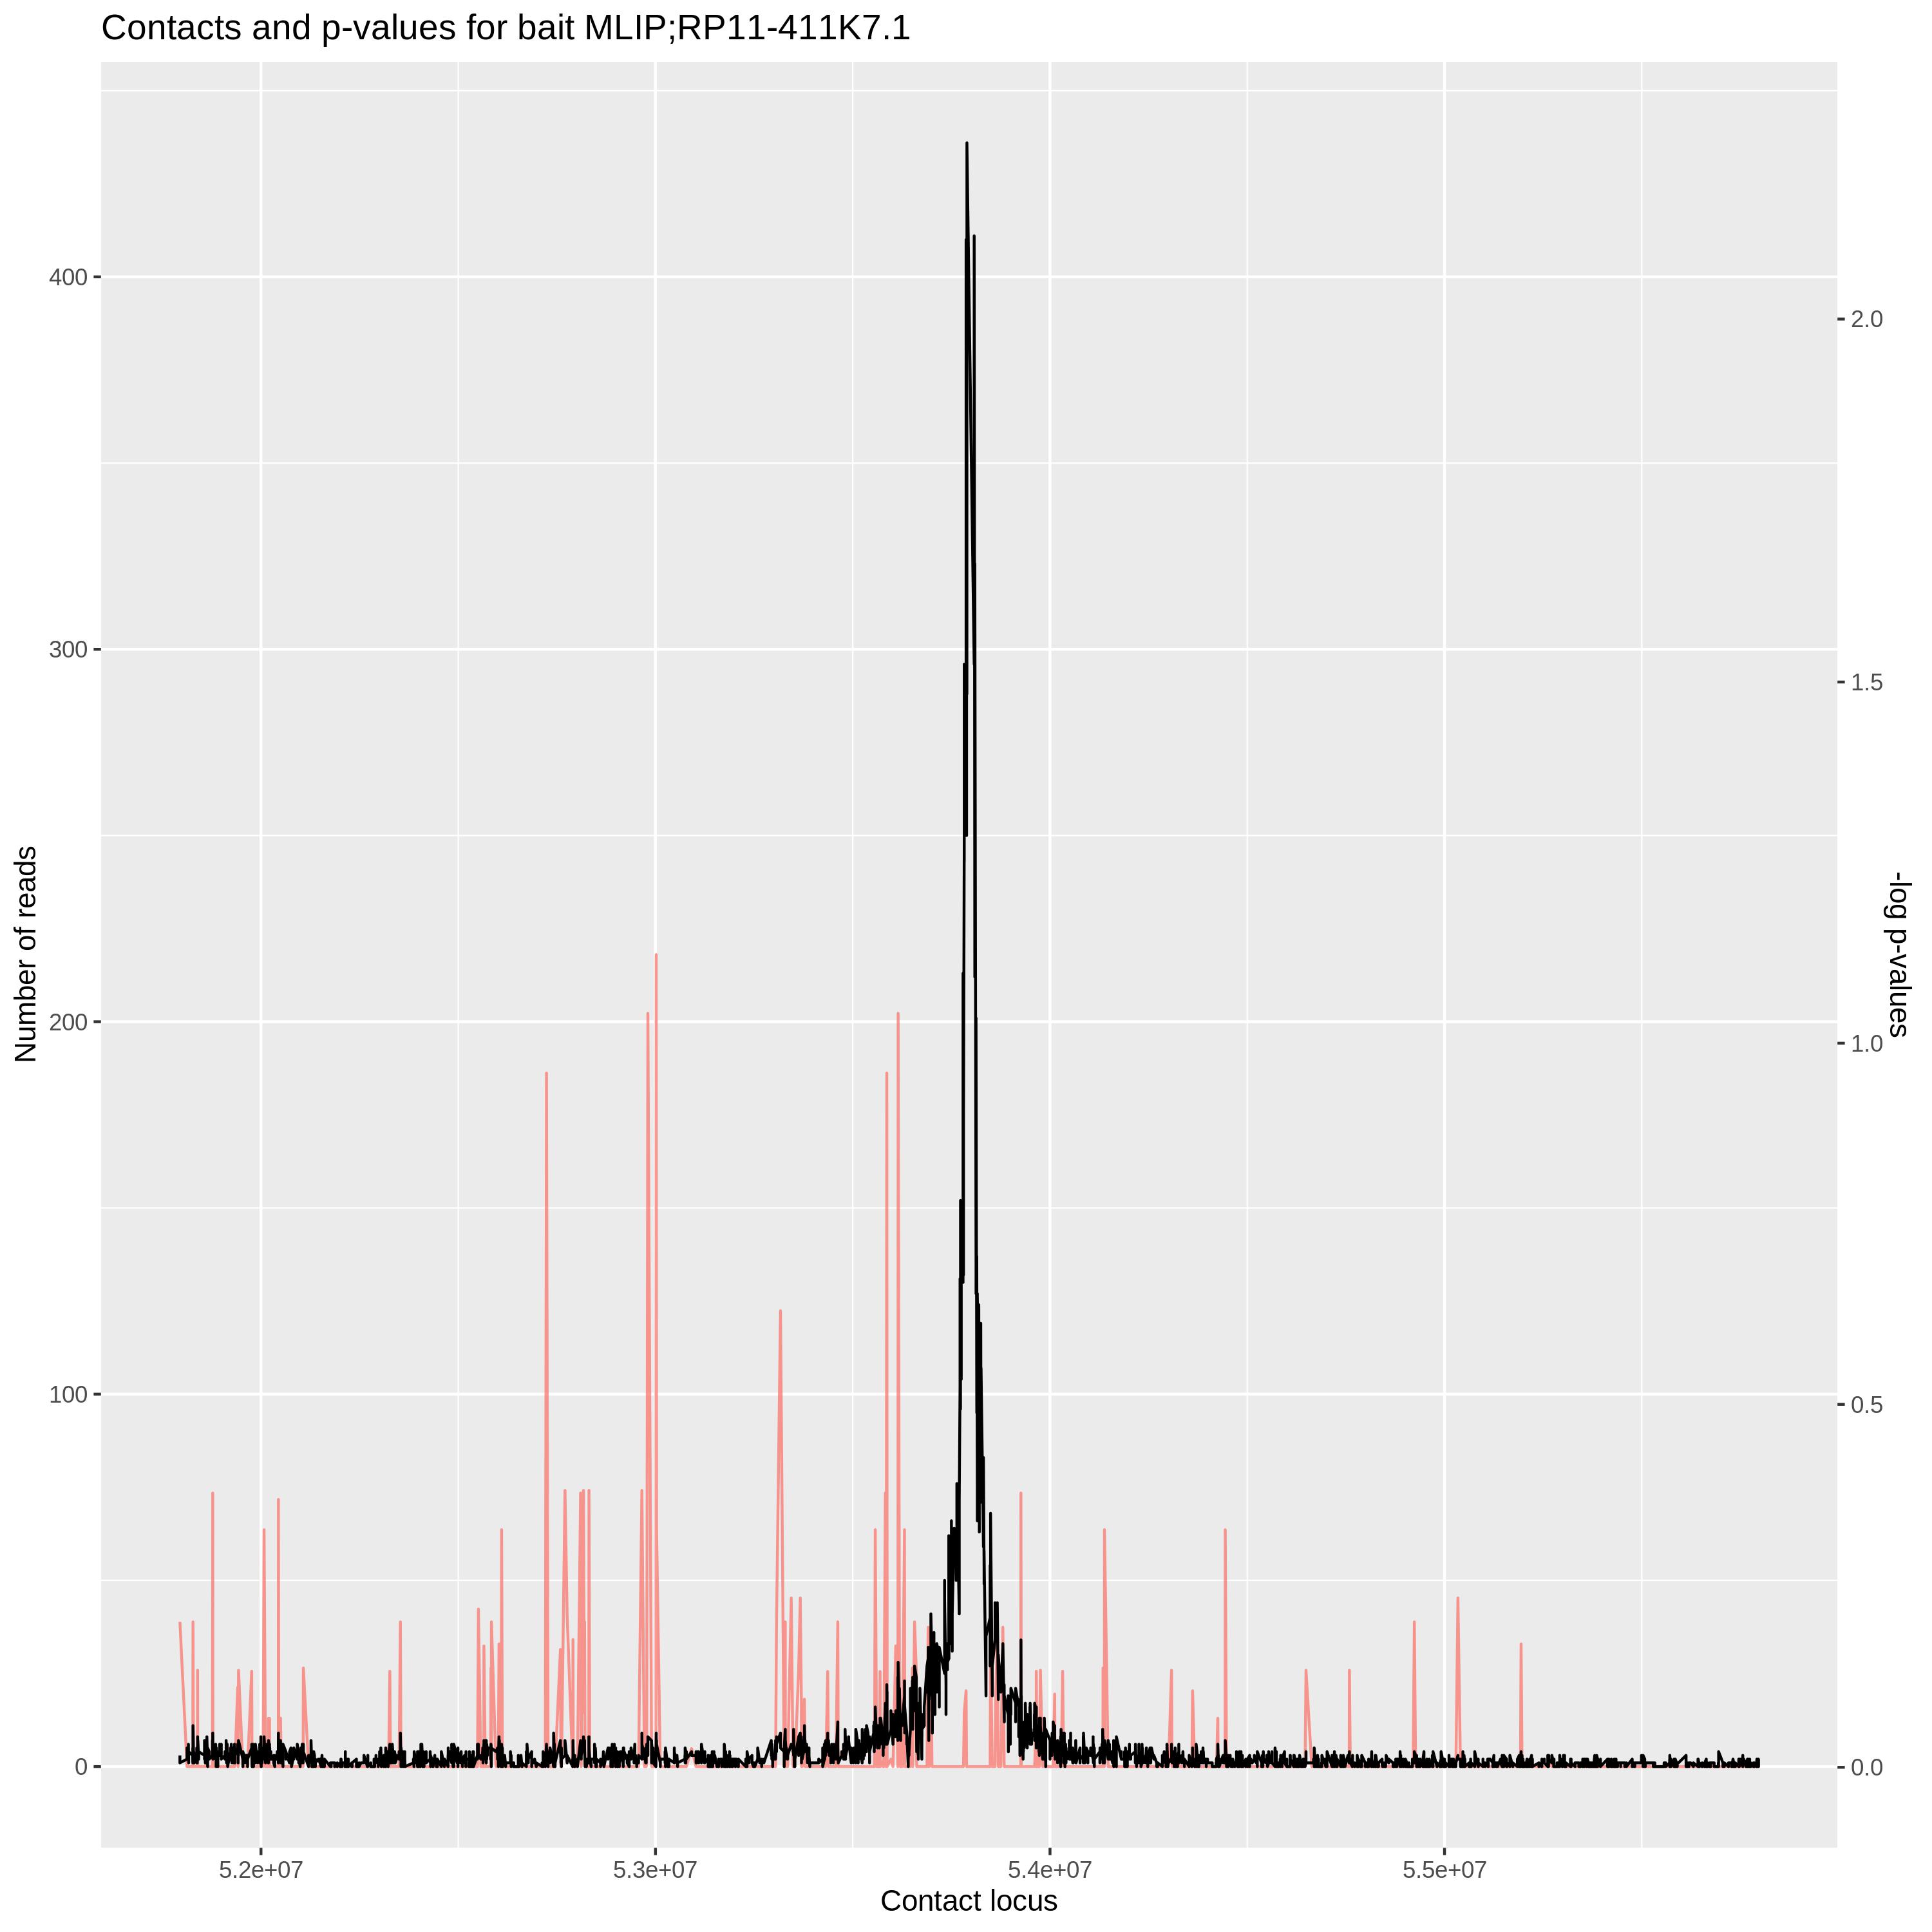 Contacts and p-values for bait MLIP;RP11-411K7.1
400
300
200
100
0
Number of reads
2.0
1.5
1.0
0.5
0.0
-log p-values
5.2e+07
5.3e+07
5.4e+07
5.5e+07
Contact locus